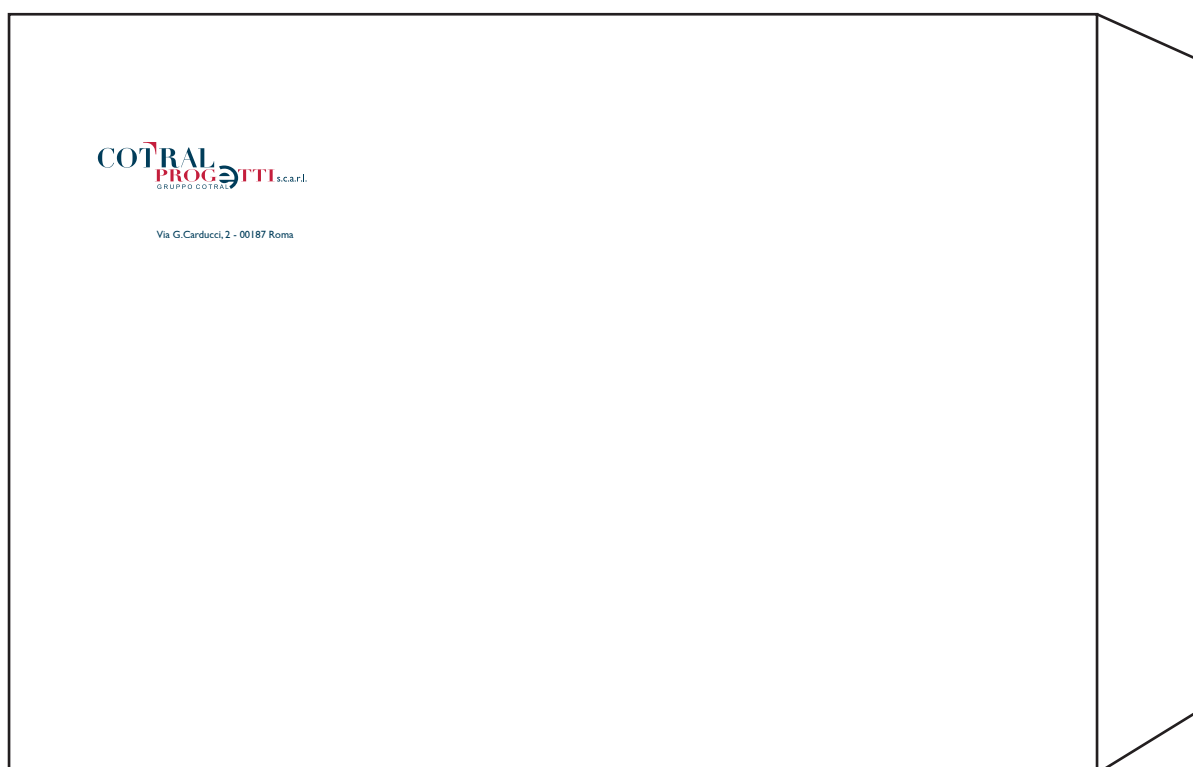 COTRAL
PROGETTI s.c.a.r.l.
GRUPPO COTRAL
Via G.Carducci, 2 - 00187 Roma